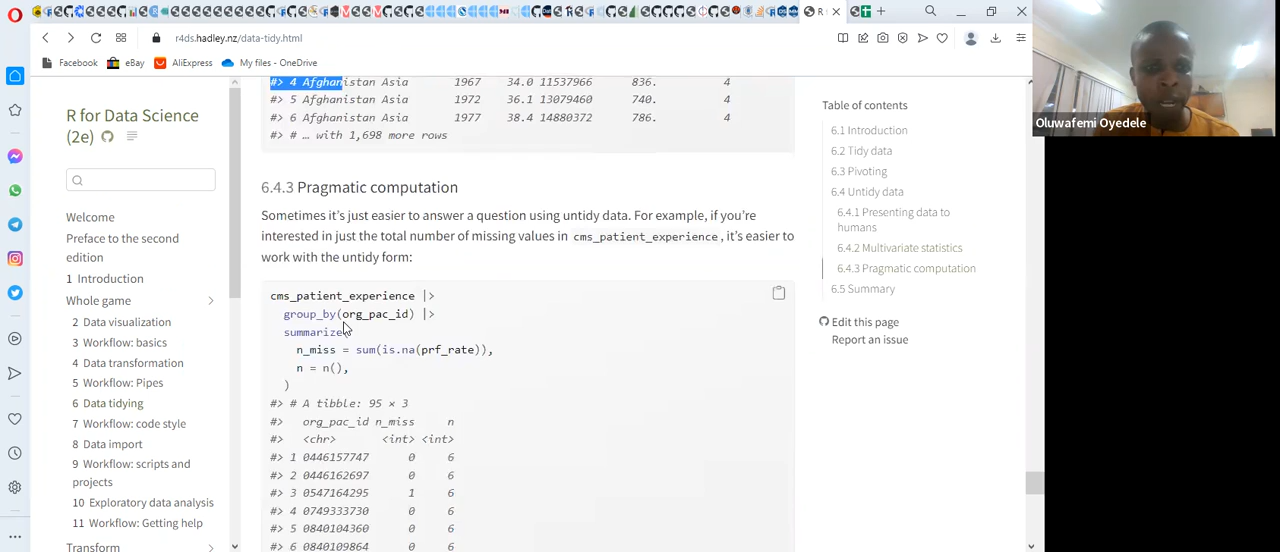 r4ds.hadley.nz/data-tidy.html
Facebook
eBay
AliExpress
My files - OneDrive
R for Data Science
(2e)
Welcome
Preface to the second
edition
1 Introduction
Whole game
2 Data visualization
3 Workflow: basics
4 Data transformation
5 Workflow: Pipes
6 Data tidying
7 Workflow: code style
8 Data import
9 Workflow: scripts and
projects
10 Exploratory data analysis
11 Workflow: Getting help
Transform
#> 4 Afghanistan Asia 1967 34.0 11537966 836. 4
#> 5 Afghanistan Asia 1972 36.1 13079460 740. 4
#> 6 Afghanistan Asia 1977 38.4 14880372 786. 4
#> # … with 1,698 more rows
6.4.3 Pragmatic computation
Sometimes it's just easier to answer a question using untidy data. For example, if you're
interested in just the total number of missing values in cms_patient_experience, it's easier to
work with the untidy form:
cms_patient_experience |>
group_by(org_pac_id) |>
summarize
n_miss = sum(is.na(prf_rate)),
n = n(),
)
#> # A tibble: 95 × 3
#> org_pac_id n_miss n
#> <chr> <int> <int>
#> 1 0446157747 0 6
#> 2 0446162697 0 6
#> 3 0547164295 1 6
#> 4 0749333730 0 6
#> 5 0840104360 0 6
#> 6 0840109864 0 6
Table of contents
6.1 Introduction
6.2 Tidy data
6.3 Pivoting
6.4 Untidy data
6.4.1 Presenting data to
humans
6.4.2 Multivariate statistics
6.4.3 Pragmatic computation
6.5 Summary
Edit this page
Report an issue
Oluwafemi Oyedele